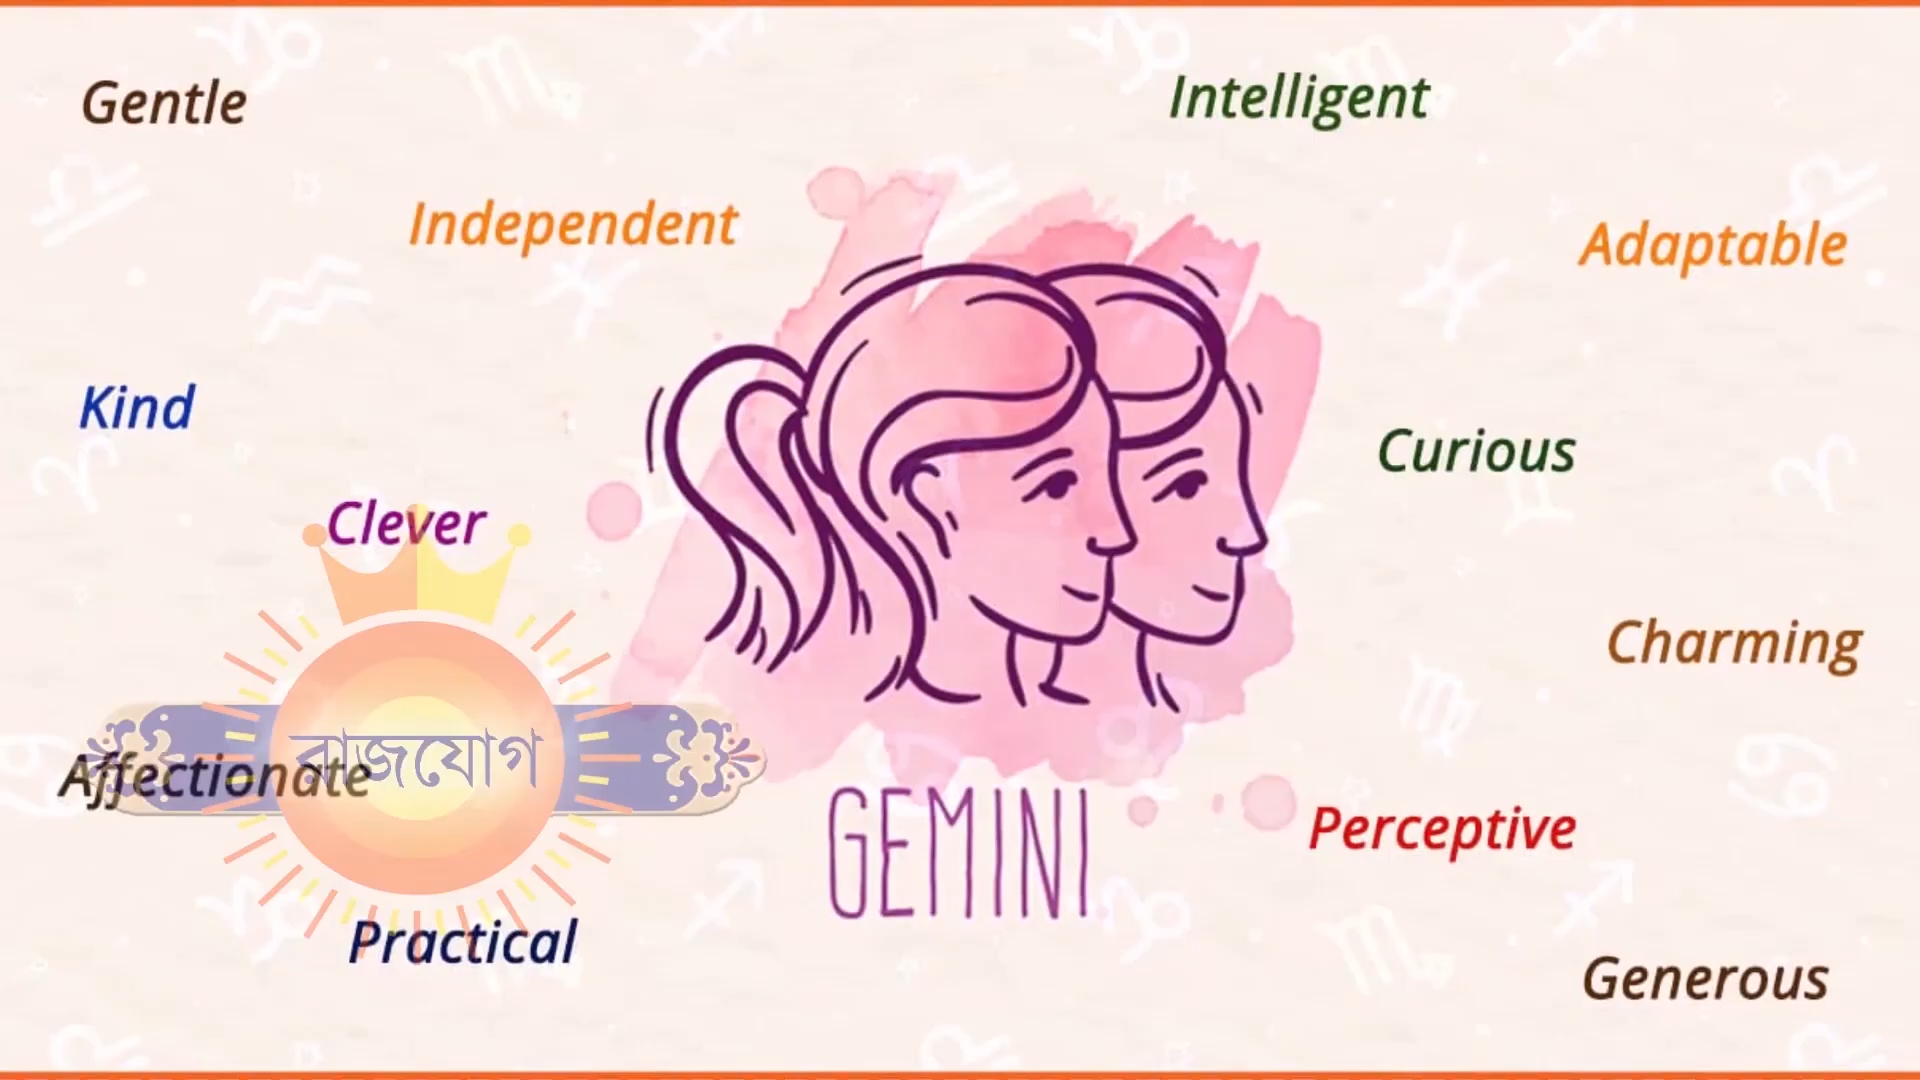 Gentle
Intelligent
Independent
Adaptable
Kind
Curious
Clever
Charming
রাজযোগ
Affectionate
GEMINI
Perceptive
Practical
Generous